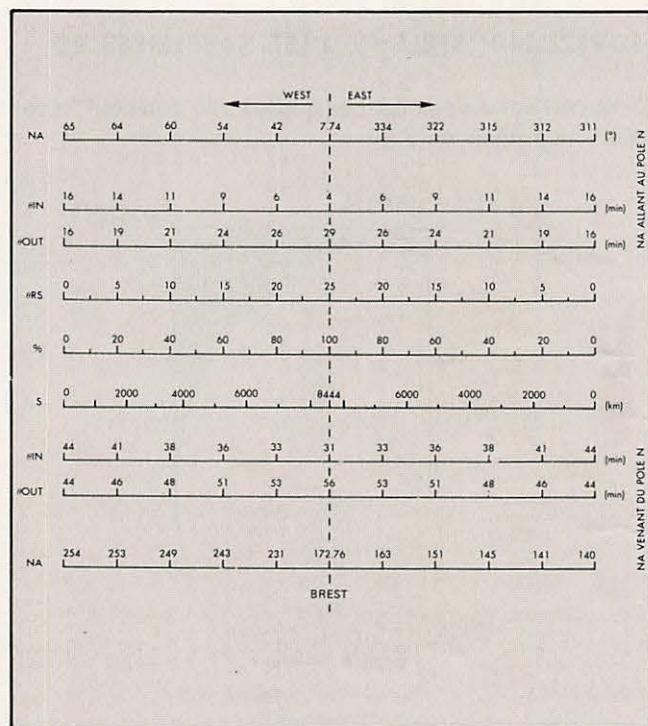 WEST EAST
NA 65 64 60 54 42 7.74 334 322 315 312 311 (°)
#IN 16 14 11 9 6 4 6 9 11 14 16 (min)
#OUT 16 19 21 24 26 29 26 24 21 19 16 (min)
NA ALLANT AU POLE N
#RS 0 5 10 15 20 25 20 15 10 5 0
% 0 20 40 60 80 100 80 60 40 20 0
S 0 2000 4000 6000 8444 6000 4000 2000 0 (km)
#IN 44 41 38 36 33 31 33 36 38 41 44 (min)
#OUT 44 46 48 51 53 56 53 51 48 46 44 (min)
NA 254 253 249 243 231 172.76 163 151 145 141 140
NA VENANT DU POLE N
BREST